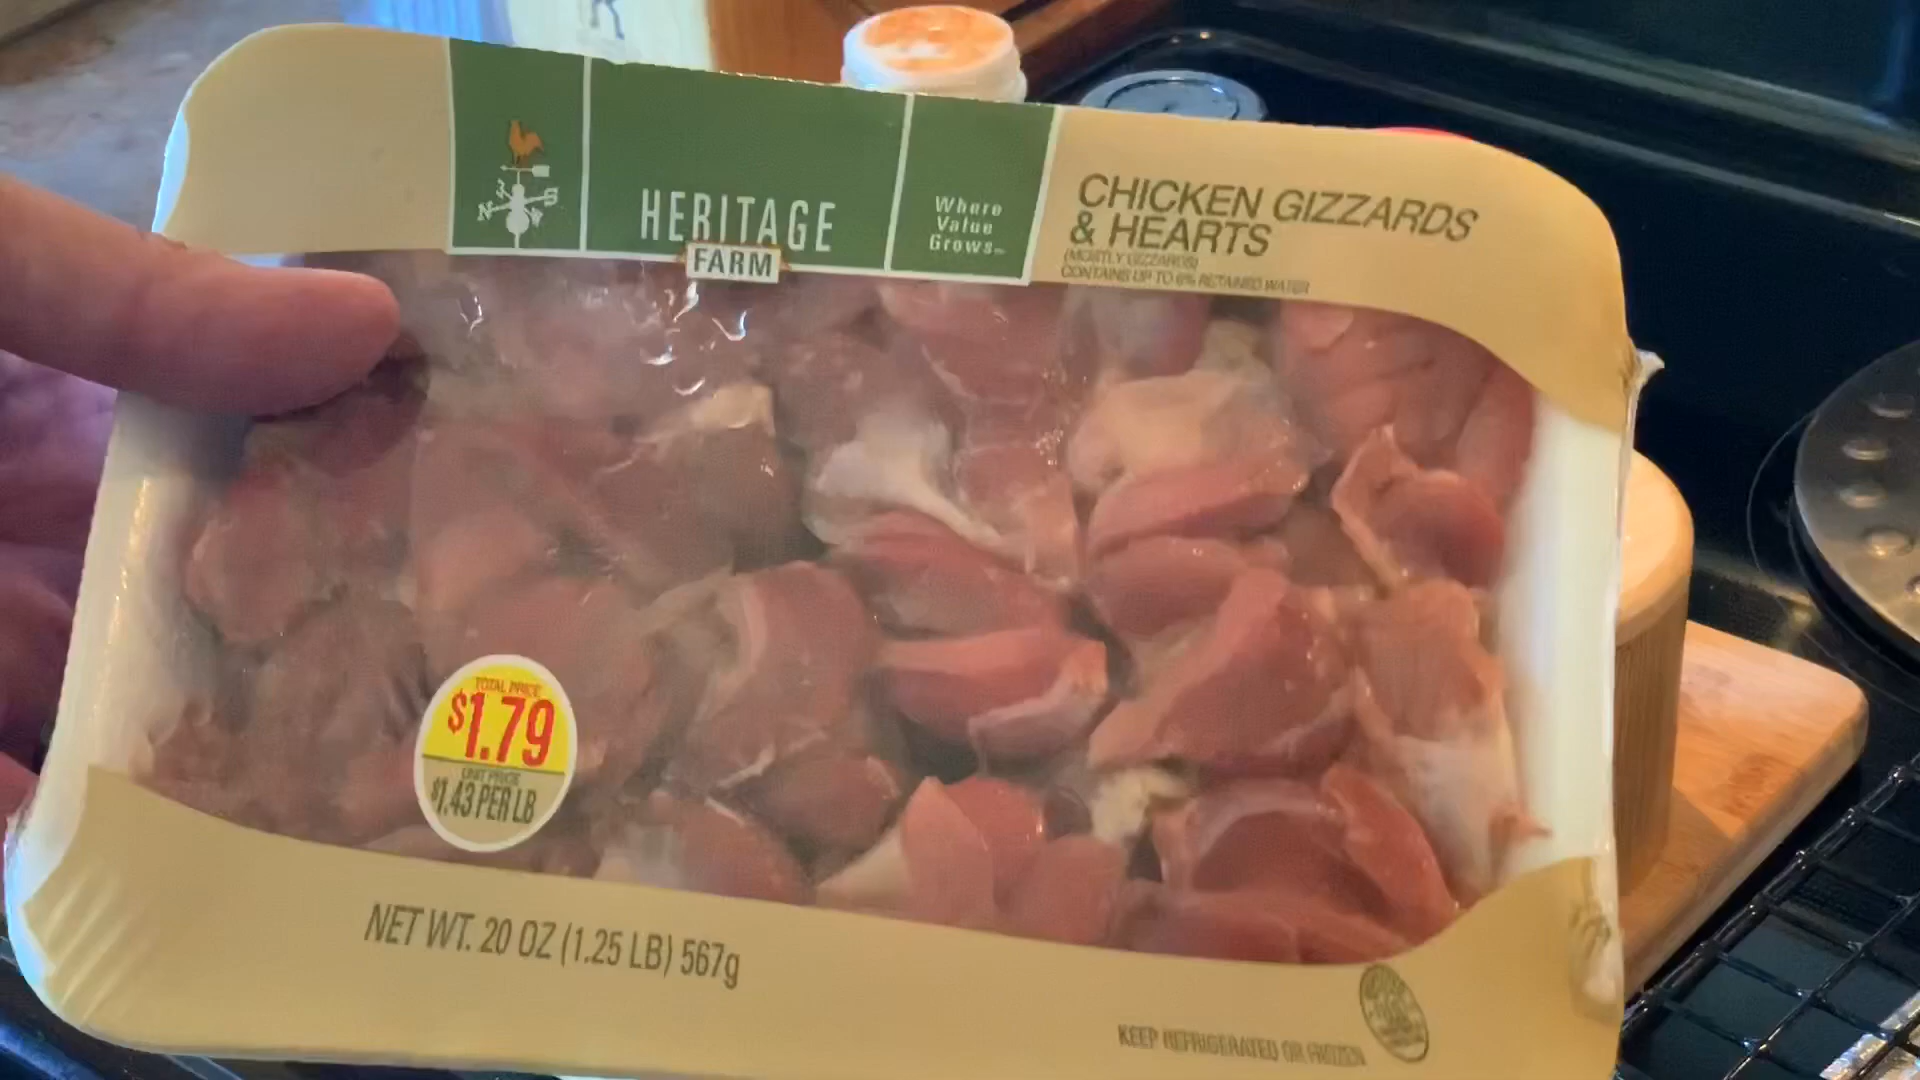 N S W
HERITAGE
FARM
Where
Value
Grows™
CHICKEN GIZZARDS
& HEARTS
(MOSTLY GIZZARDS)
CONTAINS UP TO 6% RETAINED WATER
TOTAL PRICE
$1.79
UNIT PRICE
$1.43 PER LB
NET WT. 20 OZ (1.25 LB) 567g
KEEP REFRIGERATED OR FROZEN